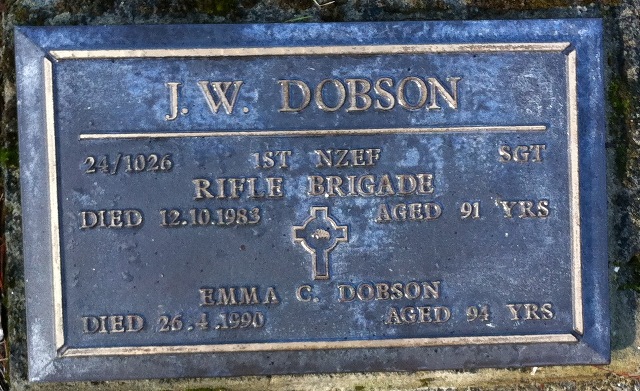 J.W. DOBSON
24/1026 1ST NZEF SGT
RIFLE BRIGADE
DIED 12.10.1983 AGED 91 YRS
EMMA C. DOBSON
DIED 26.4.1990 AGED 94 YRS